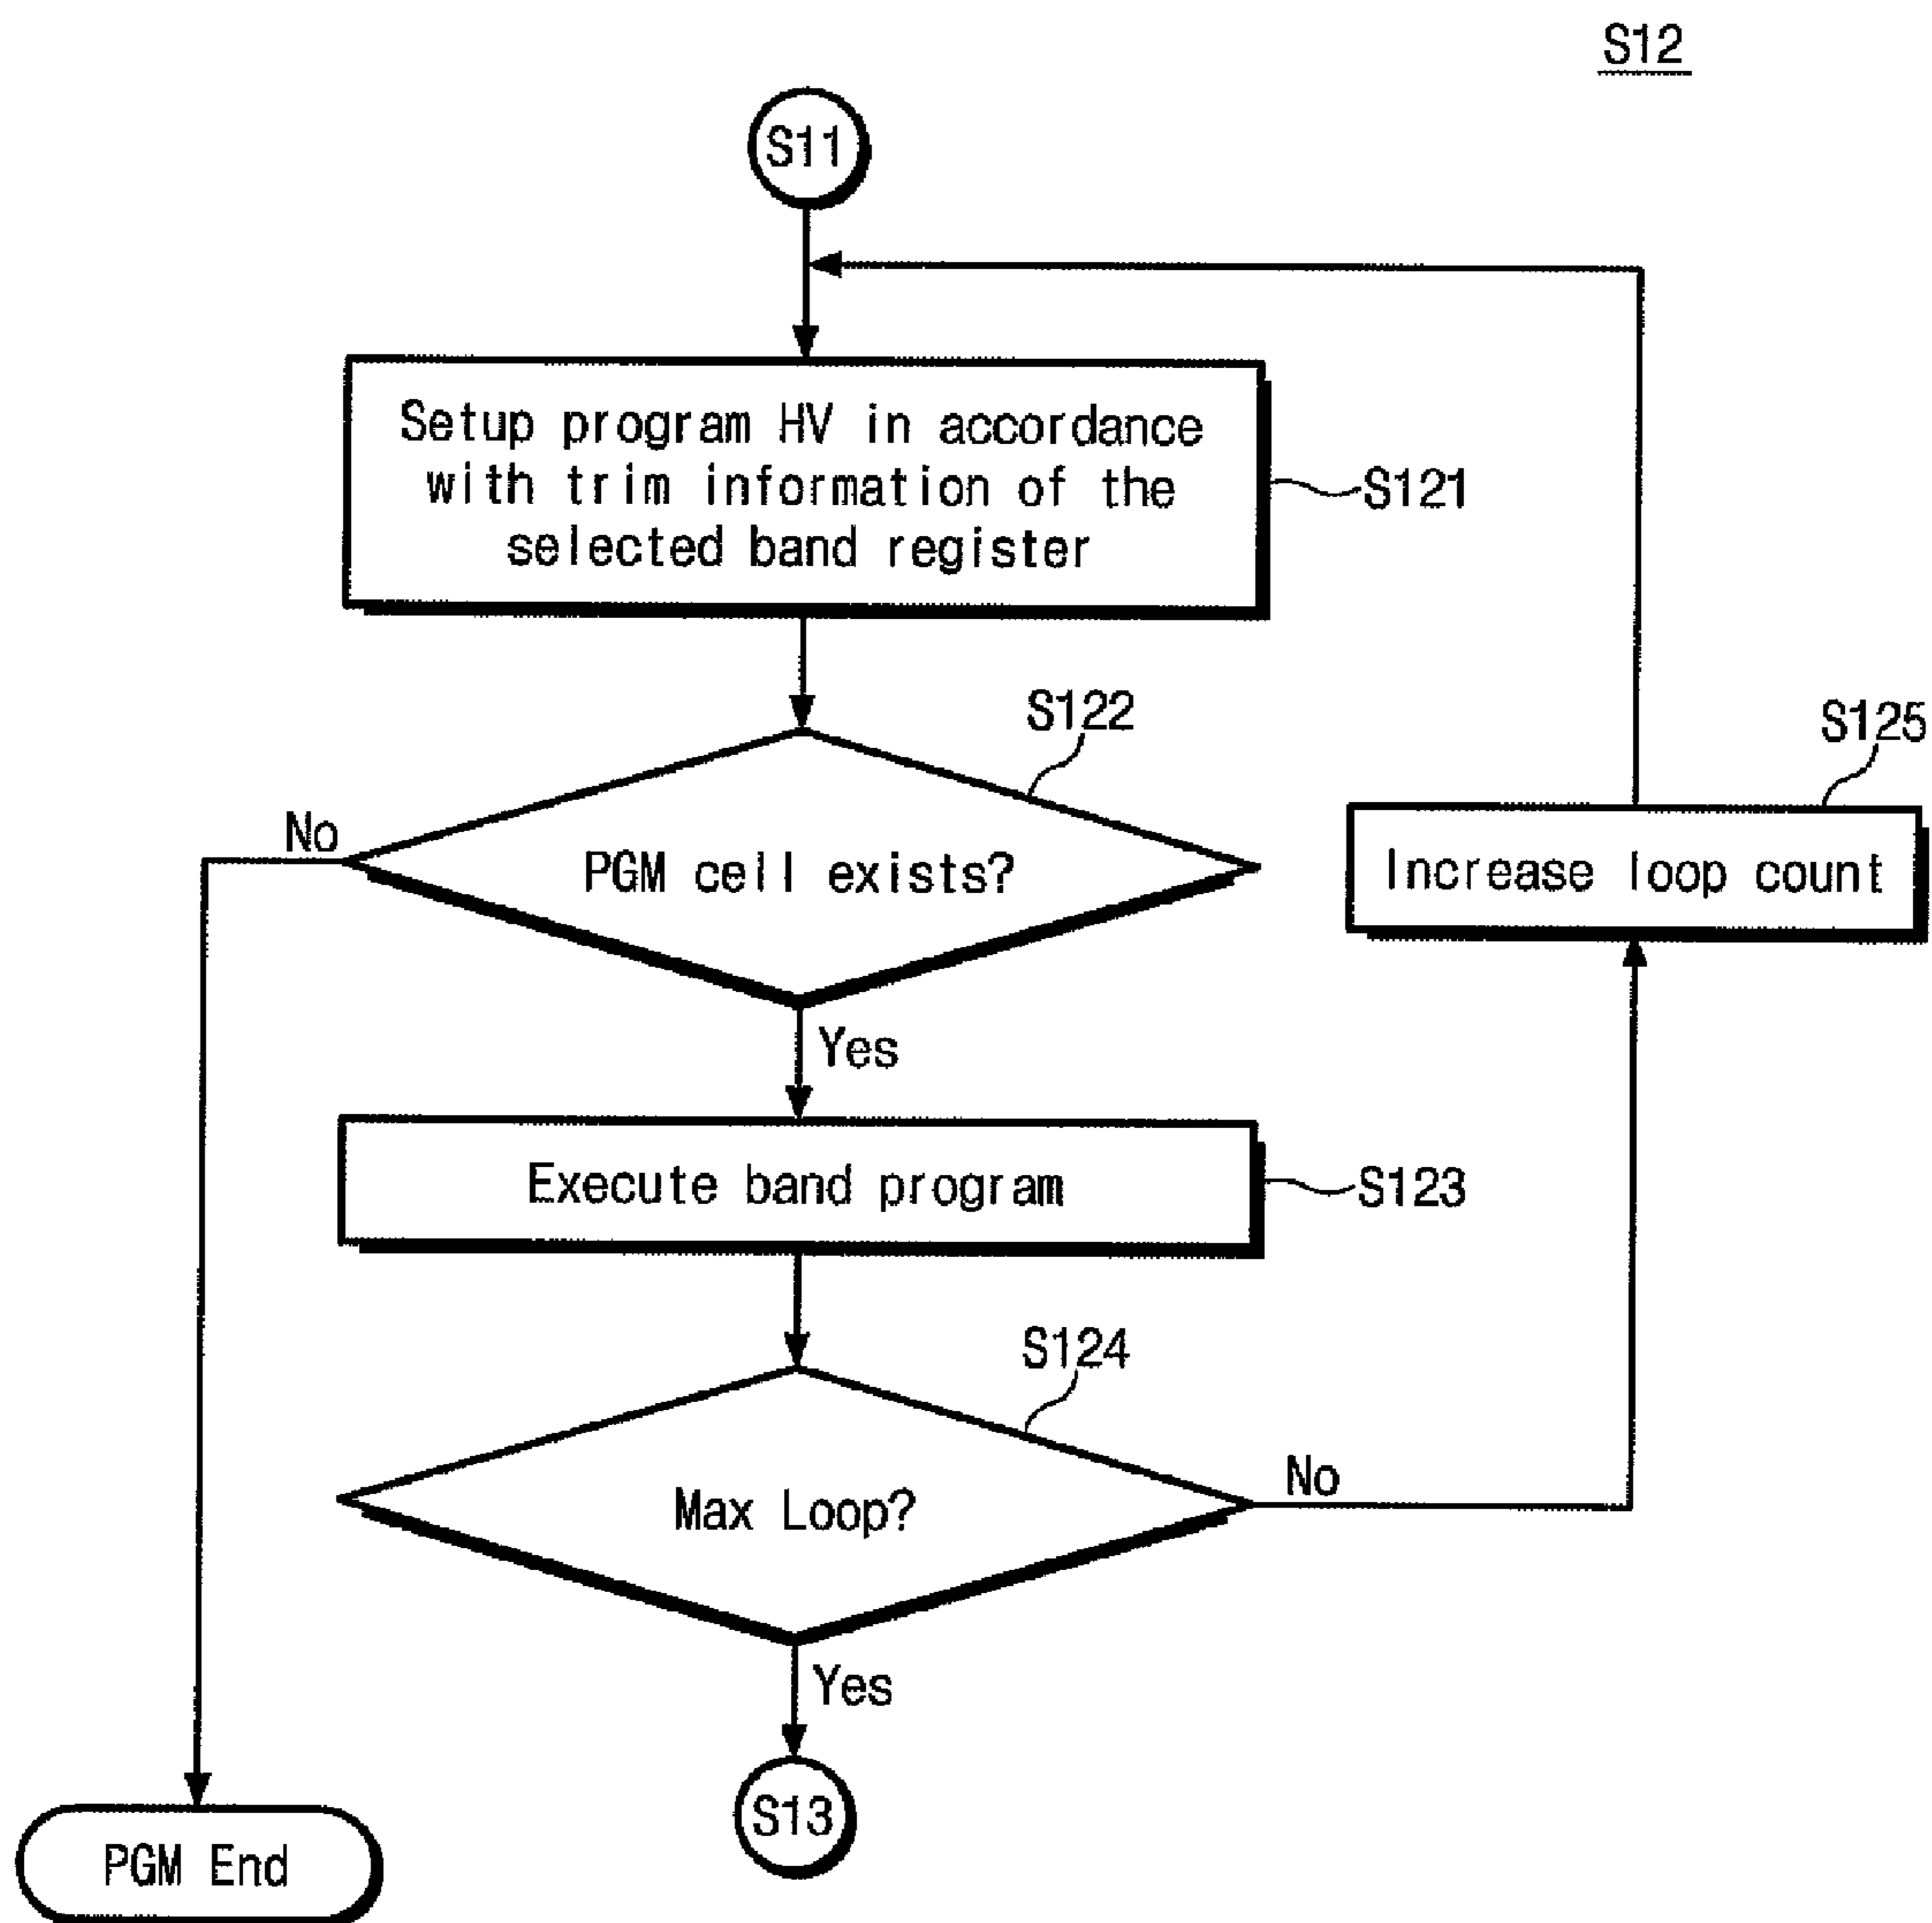 S12
S11
Setup program HV in accordance
with trim information of the
selected band register
S121
S122
S125
No
PGM cell exists?
Increase loop count
Yes
Execute band program
S123
S124
Max Loop?
No
Yes
S13
PGM End